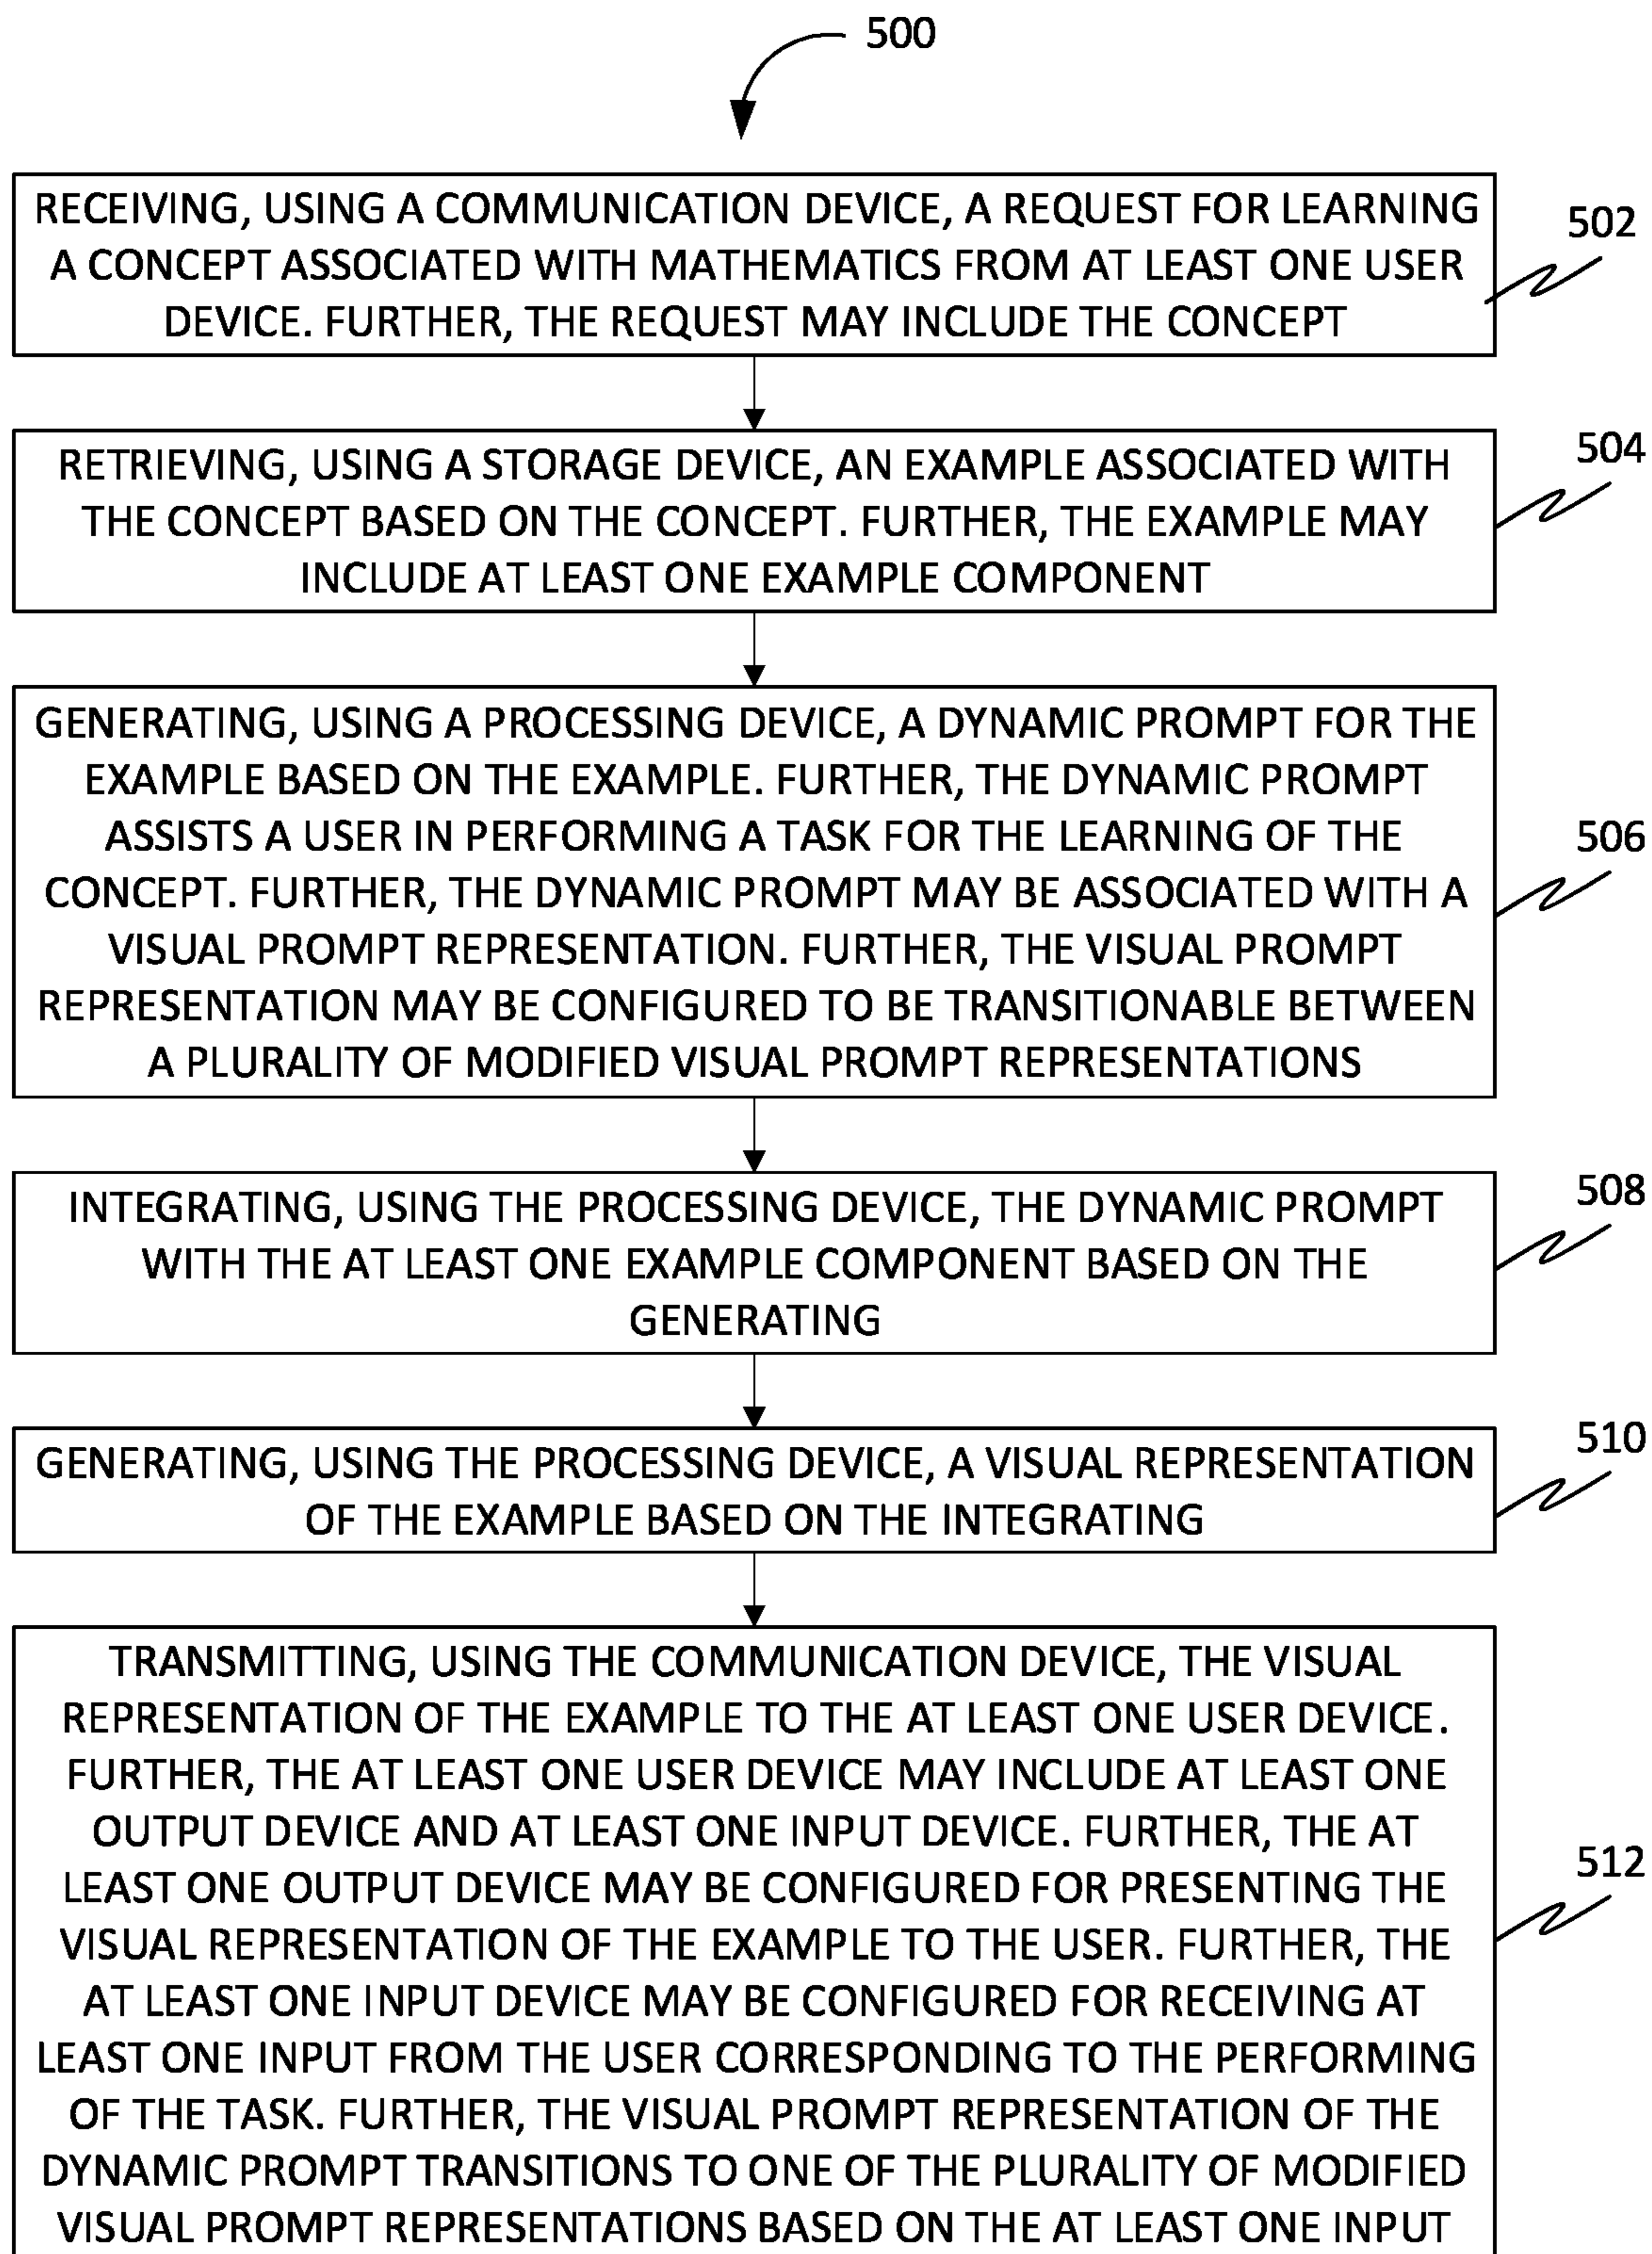 500
RECEIVING, USING A COMMUNICATION DEVICE, A REQUEST FOR LEARNING
A CONCEPT ASSOCIATED WITH MATHEMATICS FROM AT LEAST ONE USER
DEVICE. FURTHER, THE REQUEST MAY INCLUDE THE CONCEPT
502
RETRIEVING, USING A STORAGE DEVICE, AN EXAMPLE ASSOCIATED WITH
THE CONCEPT BASED ON THE CONCEPT. FURTHER, THE EXAMPLE MAY
INCLUDE AT LEAST ONE EXAMPLE COMPONENT
504
GENERATING, USING A PROCESSING DEVICE, A DYNAMIC PROMPT FOR THE
EXAMPLE BASED ON THE EXAMPLE. FURTHER, THE DYNAMIC PROMPT
ASSISTS A USER IN PERFORMING A TASK FOR THE LEARNING OF THE
CONCEPT. FURTHER, THE DYNAMIC PROMPT MAY BE ASSOCIATED WITH A
VISUAL PROMPT REPRESENTATION. FURTHER, THE VISUAL PROMPT
REPRESENTATION MAY BE CONFIGURED TO BE TRANSITIONABLE BETWEEN
A PLURALITY OF MODIFIED VISUAL PROMPT REPRESENTATIONS
506
INTEGRATING, USING THE PROCESSING DEVICE, THE DYNAMIC PROMPT
WITH THE AT LEAST ONE EXAMPLE COMPONENT BASED ON THE
GENERATING
508
GENERATING, USING THE PROCESSING DEVICE, A VISUAL REPRESENTATION
OF THE EXAMPLE BASED ON THE INTEGRATING
510
TRANSMITTING, USING THE COMMUNICATION DEVICE, THE VISUAL
REPRESENTATION OF THE EXAMPLE TO THE AT LEAST ONE USER DEVICE.
FURTHER, THE AT LEAST ONE USER DEVICE MAY INCLUDE AT LEAST ONE
OUTPUT DEVICE AND AT LEAST ONE INPUT DEVICE. FURTHER, THE AT
LEAST ONE OUTPUT DEVICE MAY BE CONFIGURED FOR PRESENTING THE
VISUAL REPRESENTATION OF THE EXAMPLE TO THE USER. FURTHER, THE
AT LEAST ONE INPUT DEVICE MAY BE CONFIGURED FOR RECEIVING AT
LEAST ONE INPUT FROM THE USER CORRESPONDING TO THE PERFORMING
OF THE TASK. FURTHER, THE VISUAL PROMPT REPRESENTATION OF THE
DYNAMIC PROMPT TRANSITIONS TO ONE OF THE PLURALITY OF MODIFIED
VISUAL PROMPT REPRESENTATIONS BASED ON THE AT LEAST ONE INPUT
512